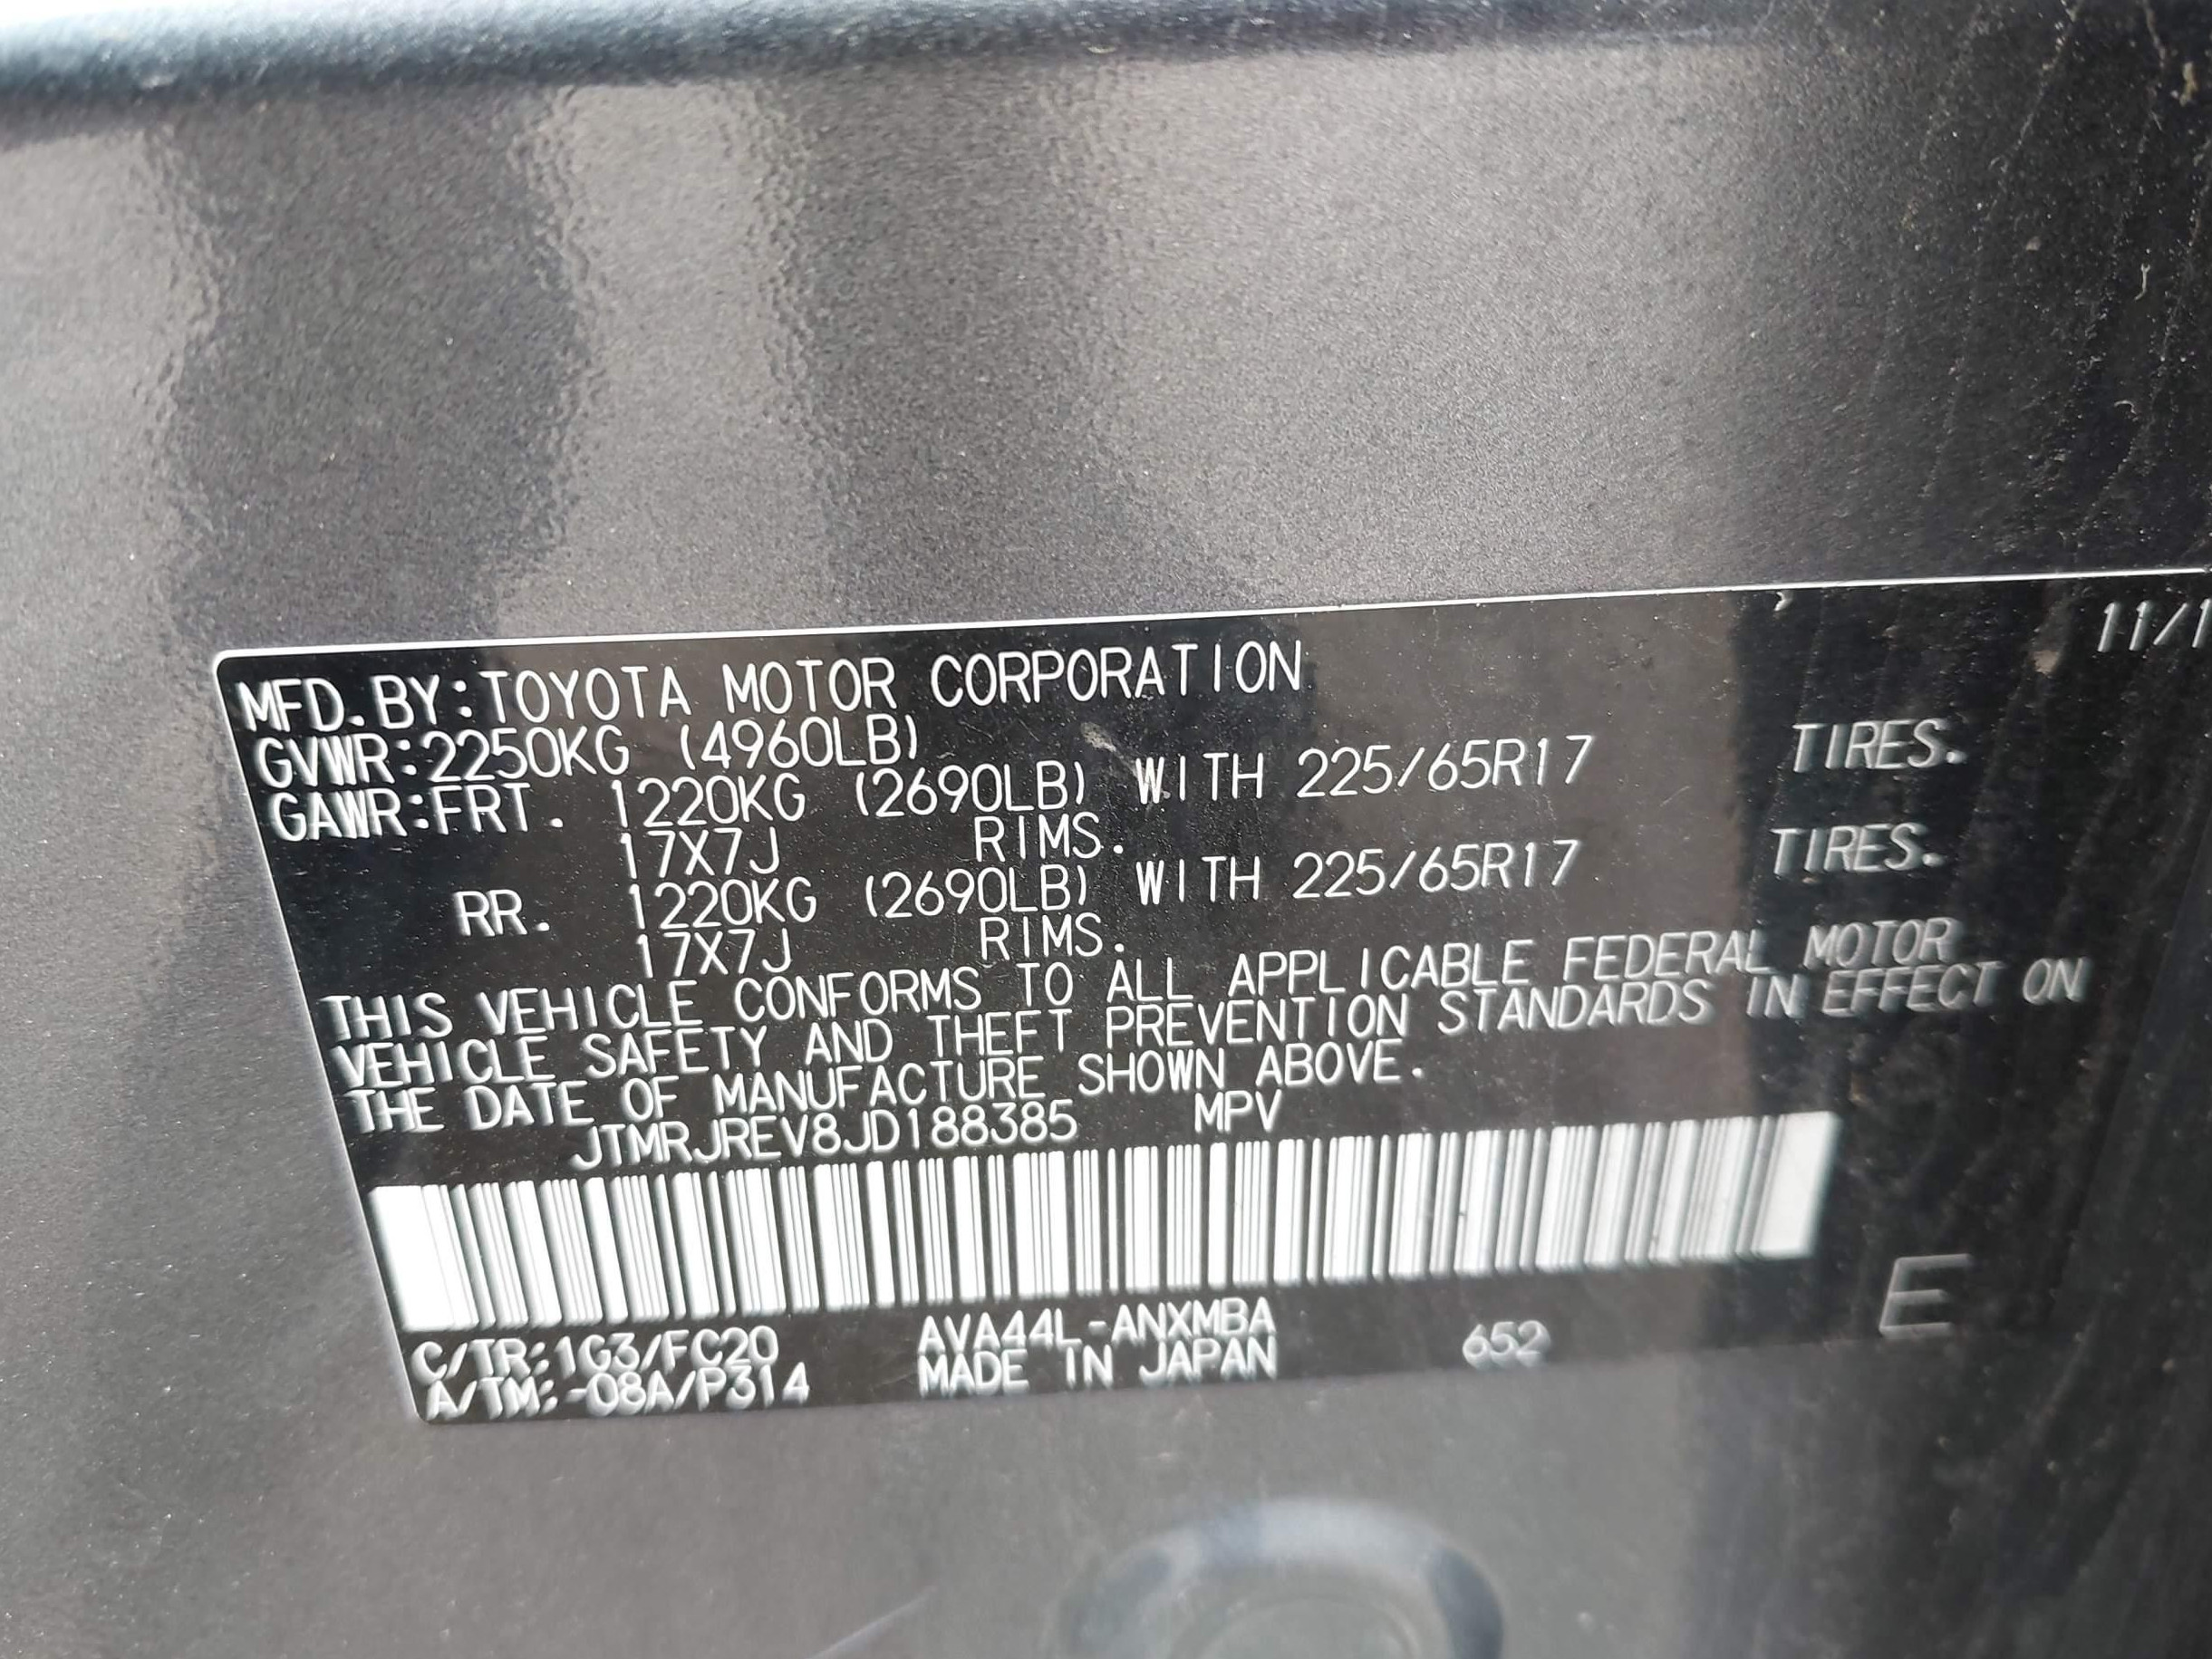 11/1
MFD.BY:TOYOTA MOTOR CORPORATION
GVWR:2250KG (4960LB)
GAWR:FRT. 1220KG (2690LB) WITH 225/65R17 TIRES.
17X7J RIMS.
RR. 1220KG (2690LB) WITH 225/65R17 TIRES.
17X7J RIMS.
THIS VEHICLE CONFORMS TO ALL APPLICABLE FEDERAL MOTOR
VEHICLE SAFETY AND THEFT PREVENTION STANDARDS IN EFFECT ON
THE DATE OF MANUFACTURE SHOWN ABOVE.
JTMRJREV8JD188385 MPV
E
C/TR:1G3/FC20 AVA44L-ANXMBA 652
A/TM:-08A/P314 MADE IN JAPAN